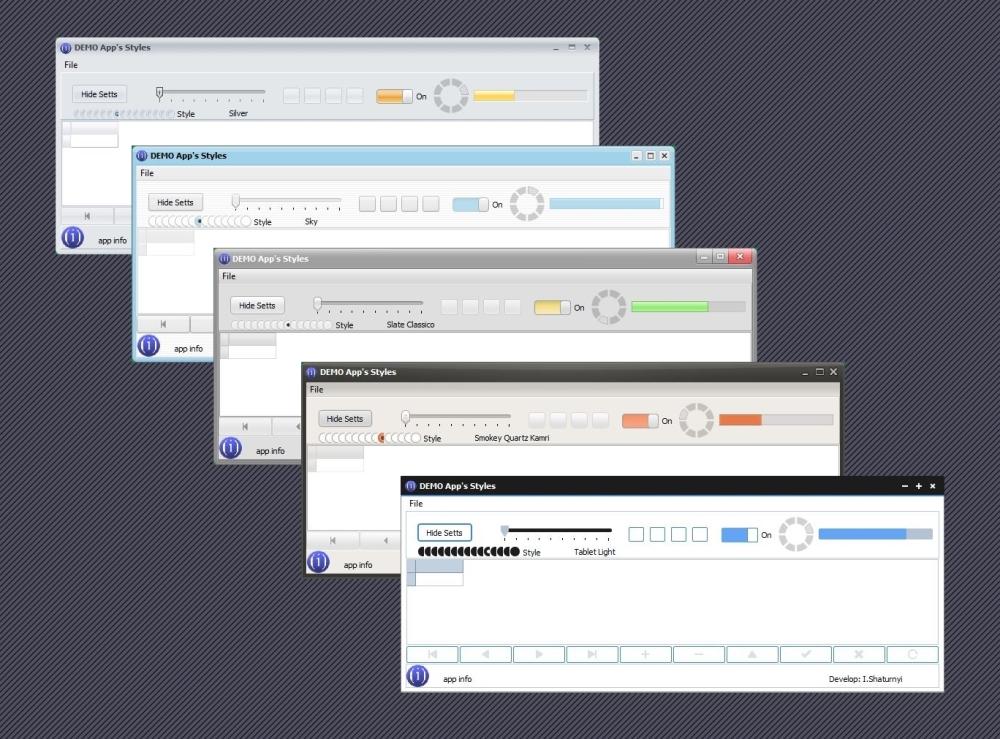 DEMO App's Styles
File
Hide Setts
On
Style
Silver
app info
DEMO App's Styles
File
Hide Setts
On
Style
Sky
app info
DEMO App's Styles
File
Hide Setts
On
Style
Slate Classico
app info
DEMO App's Styles
File
Hide Setts
On
Style
Smokey Quartz Kamri
app info
DEMO App's Styles
File
Hide Setts
On
Style
Tablet Light
app info
Develop: I.Shaturnyi